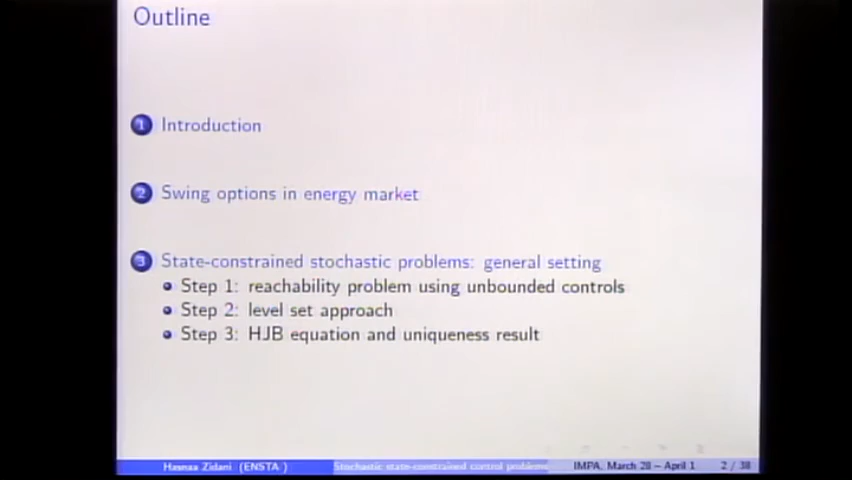 Outline
1 Introduction
2 Swing options in energy market
3 State-constrained stochastic problems: general setting
Step 1: reachability problem using unbounded controls
Step 2: level set approach
Step 3: HJB equation and uniqueness result
Hasnaa Zidani (ENSTA ) Stochastic state-constrained control problems IMPA, March 28 – April 1 2 / 38